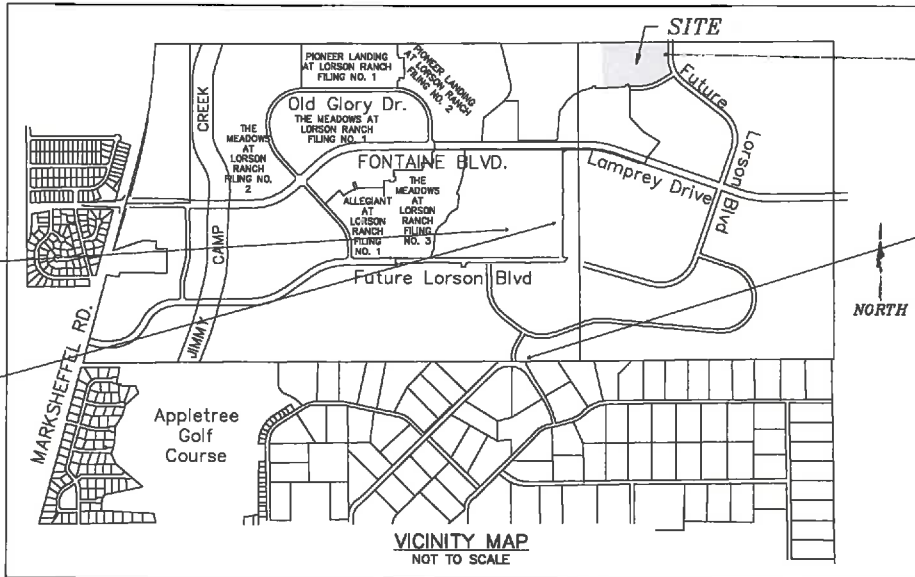 SITE
PIONEER LANDING
AT LORSON RANCH
FILING NO. 1
PIONEER LANDING
AT LORSON RANCH
FILING NO. 2
Future
Lorson Blvd
Old Glory Dr.
THE MEADOWS AT
LORSON RANCH
FILING NO. 1
CREEK
CAMP
JIMMY
THE
MEADOWS
AT
LORSON
RANCH
FILING NO.
2
FONTAINE BLVD.
Lamprey Drive
ALLEGIANT
AT
LORSON
RANCH
FILING
NO. 1
THE
MEADOWS
AT
LORSON
RANCH
FILING
NO. 3
Future Lorson Blvd
NORTH
MARKSHEFFEL RD.
Appletree
Golf
Course
VICINITY MAP
NOT TO SCALE